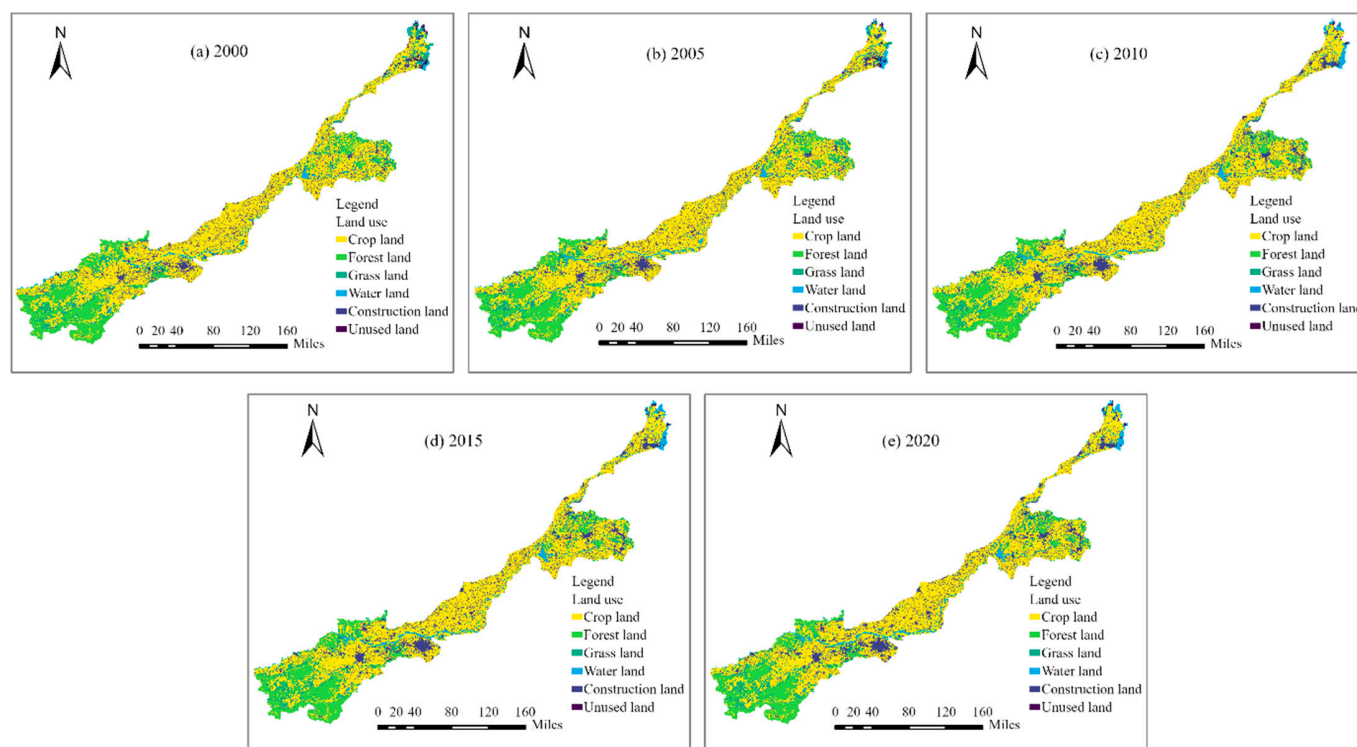 N
(a) 2000
Legend
Land use
Crop land
Forest land
Grass land
Water land
Construction land
Unused land
0 20 40 80 120 160
Miles
N
(b) 2005
Legend
Land use
Crop land
Forest land
Grass land
Water land
Construction land
Unused land
0 20 40 80 120 160
Miles
N
(c) 2010
Legend
Land use
Crop land
Forest land
Grass land
Water land
Construction land
Unused land
0 20 40 80 120 160
Miles
N
(d) 2015
Legend
Land use
Crop land
Forest land
Grass land
Water land
Construction land
Unused land
0 20 40 80 120 160
Miles
N
(e) 2020
Legend
Land use
Crop land
Forest land
Grass land
Water land
Construction land
Unused land
0 20 40 80 120 160
Miles